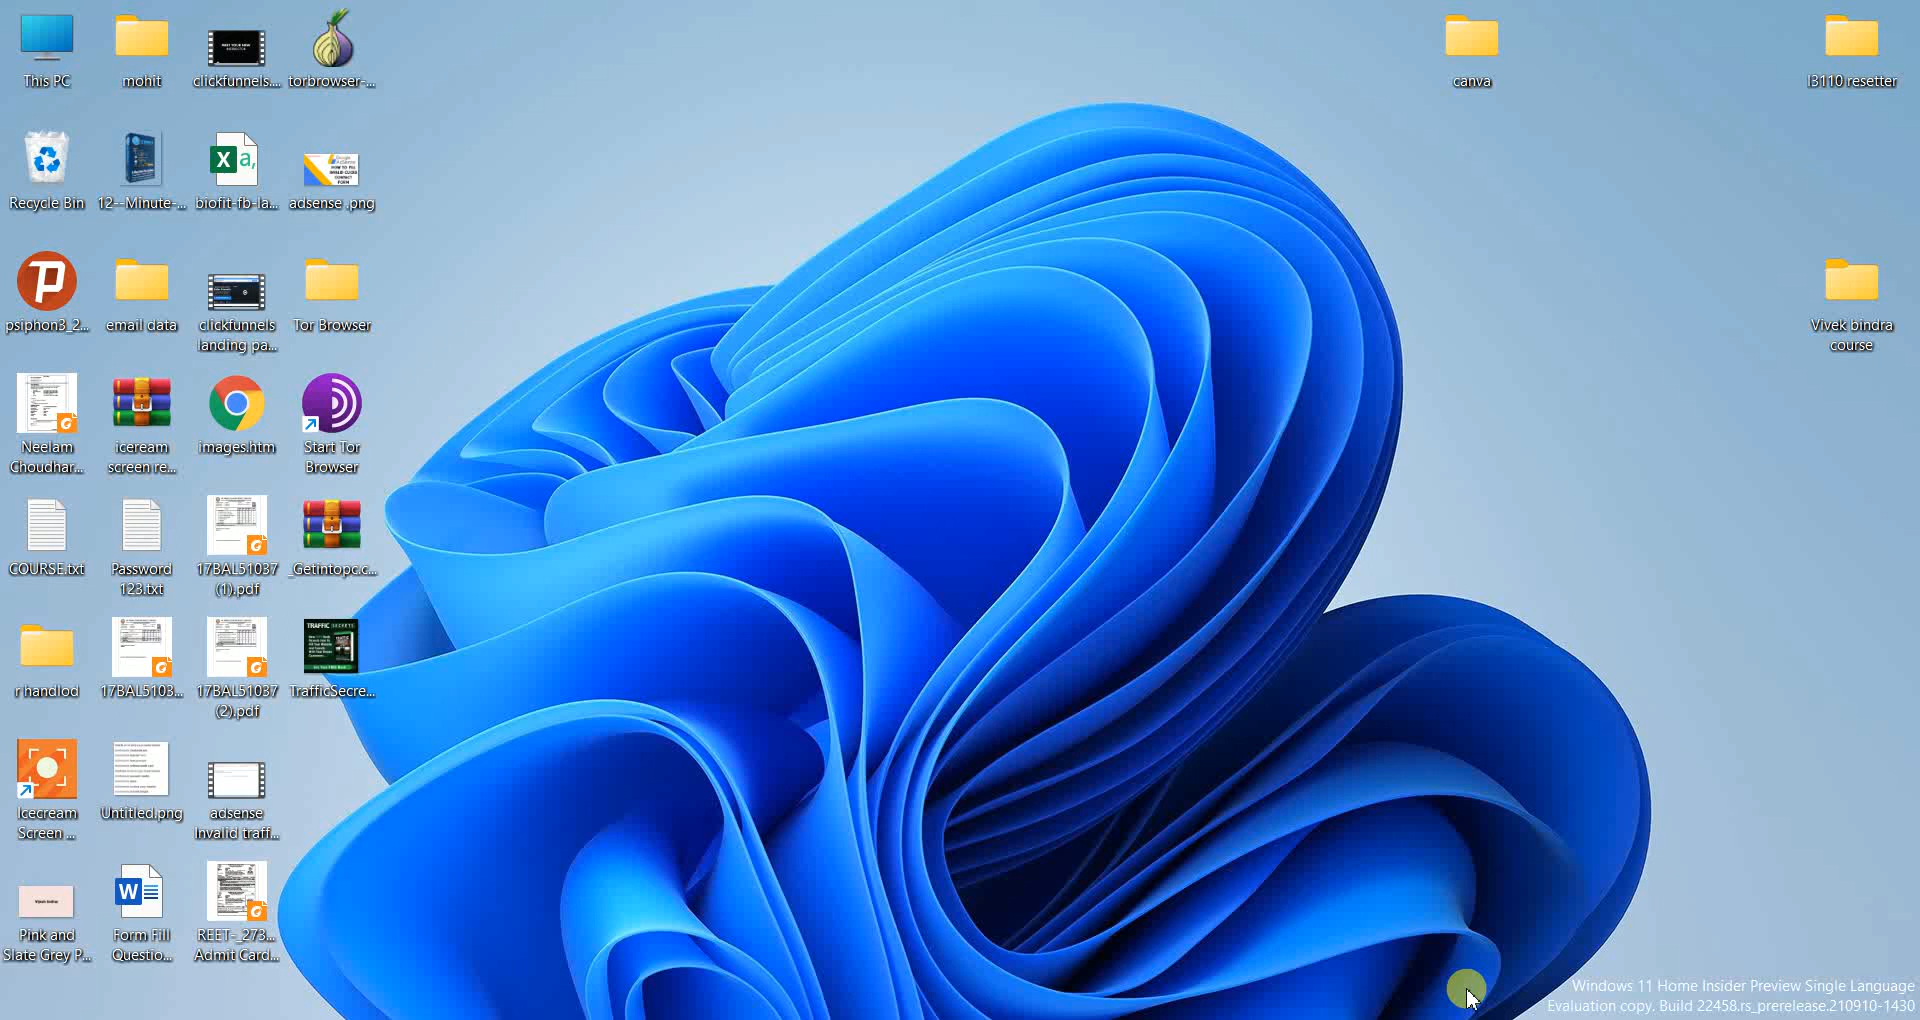 This PC
mohit
clickfunnels....
torbrowser-...
canva
l3110 resetter
Recycle Bin
12--Minute-...
biofit-fb-la...
adsense .png
psiphon3_2...
email data
clickfunnels
landing pa...
Tor Browser
Vivek bindra
course
Neelam
Choudhar...
iceream
screen re...
images.htm
Start Tor
Browser
COURSE.txt
Password
123.txt
17BAL51037
(1).pdf
_Getintopc.c...
r handlod
17BAL5103...
17BAL51037
(2).pdf
TRAFFIC SECRETS
TrafficSecre...
Icecream
Screen ...
Untitled.png
adsense
Invalid traff...
Pink and
Slate Grey P...
Form Fill
Questio...
REET-_273...
Admit Card...
Windows 11 Home Insider Preview Single Language
Evaluation copy. Build 22458.rs_prerelease.210910-1430